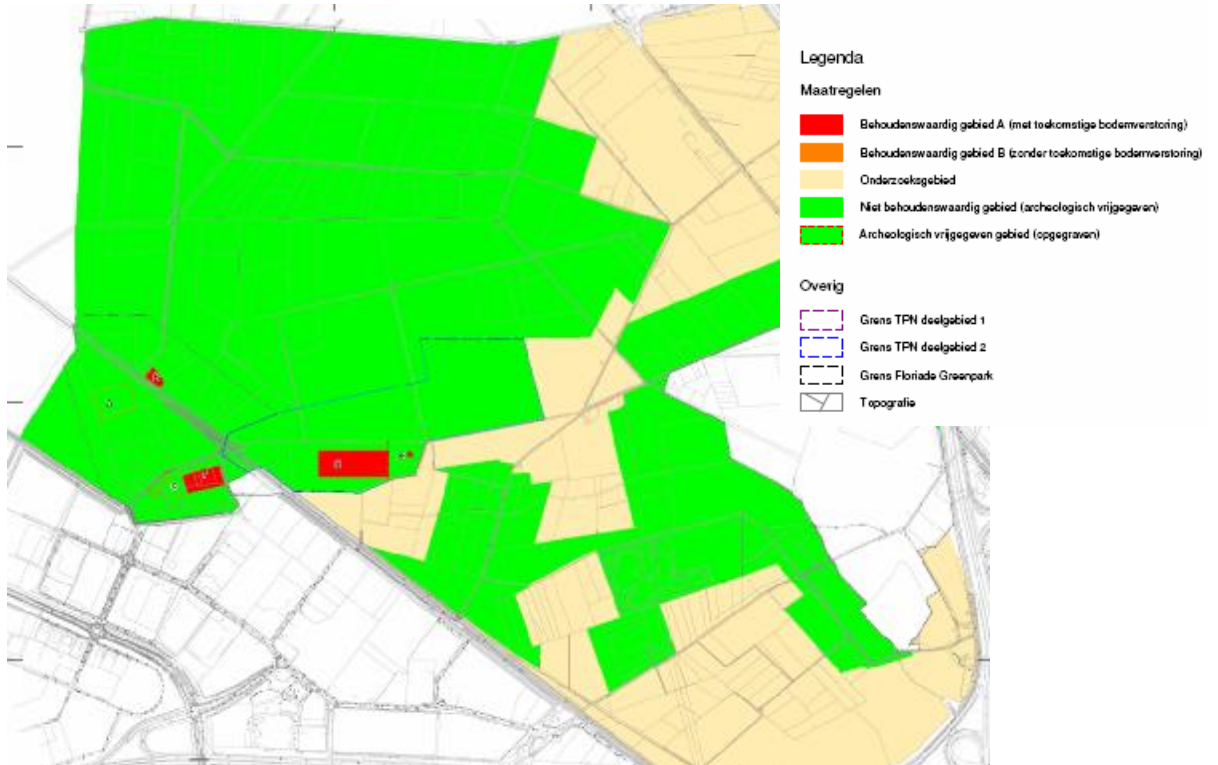 Legenda
Maatregelen
Behoudenswaardig gebied A (met toekomstige bodemverstoring)
Behoudenswaardig gebied B (zonder toekomstige bodemverstoring)
Onderzoeksgebied
Niet behoudenswaardig gebied (archeologisch vrijgegeven)
Archeologisch vrijgegeven gebied (opgegraven)
Overig
Grens TPN deelgebied 1
Grens TPN deelgebied 2
Grens Floriade Greenpark
Topografie